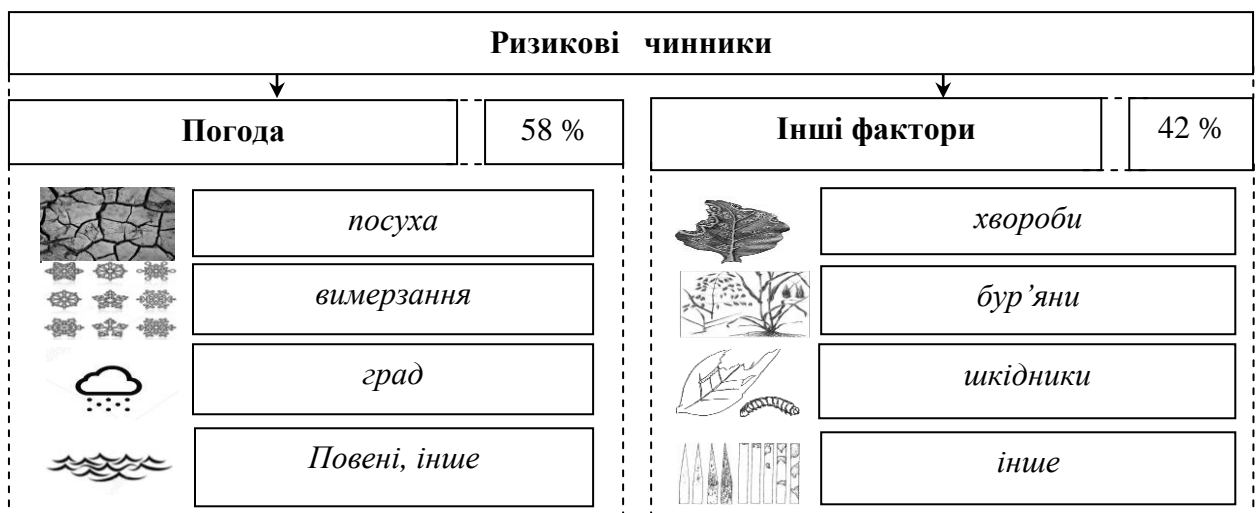 Ризикові чинники
Погода
58 %
Інші фактори
42 %
посуха
вимерзання
град
Повені, інше
хвороби
бур’яни
шкідники
інше